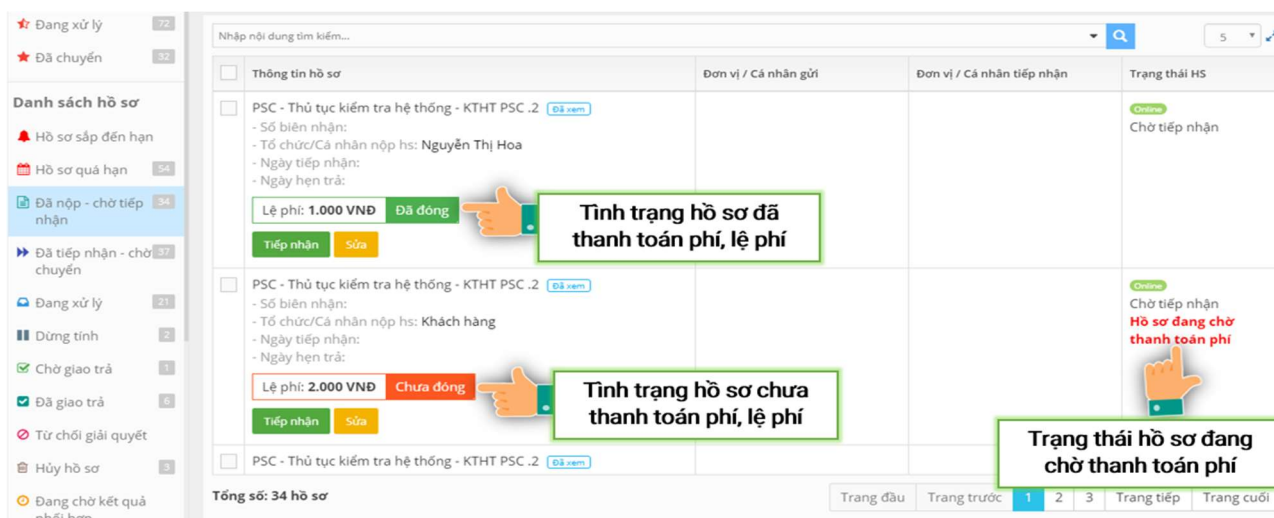 Đang xử lý 72
Đã chuyển 32
Danh sách hồ sơ
Hồ sơ sắp đến hạn
Hồ sơ quá hạn 54
Đã nộp - chờ tiếp nhận 34
Đã tiếp nhận - chờ chuyển 37
Đang xử lý 21
Dừng tính 2
Chờ giao trả 1
Đã giao trả 6
Từ chối giải quyết
Hủy hồ sơ 3
Đang chờ kết quả
phối hợp
Nhập nội dung tìm kiếm...
5
Thông tin hồ sơ
Đơn vị / Cá nhân gửi
Đơn vị / Cá nhân tiếp nhận
Trạng thái HS
PSC - Thủ tục kiểm tra hệ thống - KTHT PSC .2 Đã xem
- Số biên nhận:
- Tổ chức/Cá nhân nộp hs: Nguyễn Thị Hoa
- Ngày tiếp nhận:
- Ngày hẹn trả:
Lệ phí: 1.000 VNĐ Đã đóng
Tiếp nhận Sửa
Online
Chờ tiếp nhận
Tình trạng hồ sơ đã
thanh toán phí, lệ phí
PSC - Thủ tục kiểm tra hệ thống - KTHT PSC .2 Đã xem
- Số biên nhận:
- Tổ chức/Cá nhân nộp hs: Khách hàng
- Ngày tiếp nhận:
- Ngày hẹn trả:
Lệ phí: 2.000 VNĐ Chưa đóng
Tiếp nhận Sửa
Online
Chờ tiếp nhận
Hồ sơ đang chờ
thanh toán phí
Tình trạng hồ sơ chưa
thanh toán phí, lệ phí
Trạng thái hồ sơ đang
chờ thanh toán phí
PSC - Thủ tục kiểm tra hệ thống - KTHT PSC .2 Đã xem
Tổng số: 34 hồ sơ
Trang đầu Trang trước 1 2 3 Trang tiếp Trang cuối